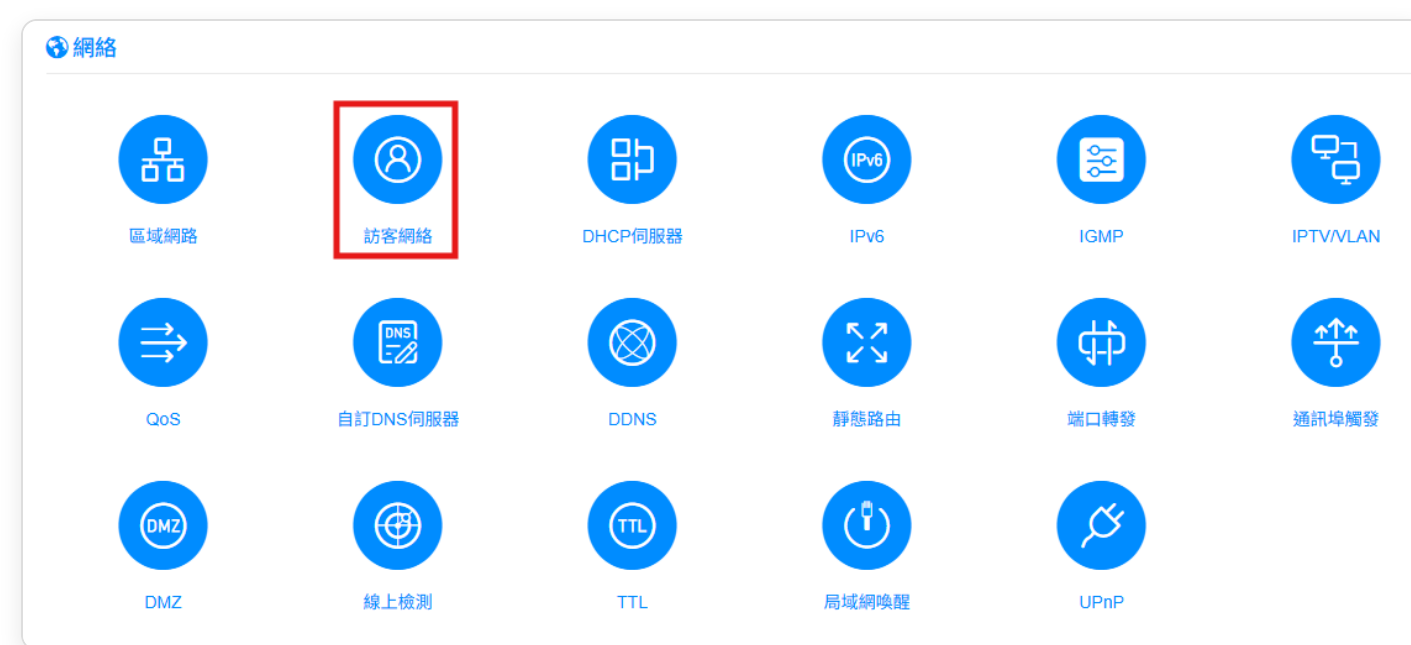 網絡
區域網路
訪客網絡
DHCP伺服器
IPv6
IPv6
IGMP
IPTV/VLAN
DNS
QoS
自訂DNS伺服器
DDNS
靜態路由
端口轉發
通訊埠觸發
DMZ
TTL
DMZ
線上檢測
TTL
局域網喚醒
UPnP